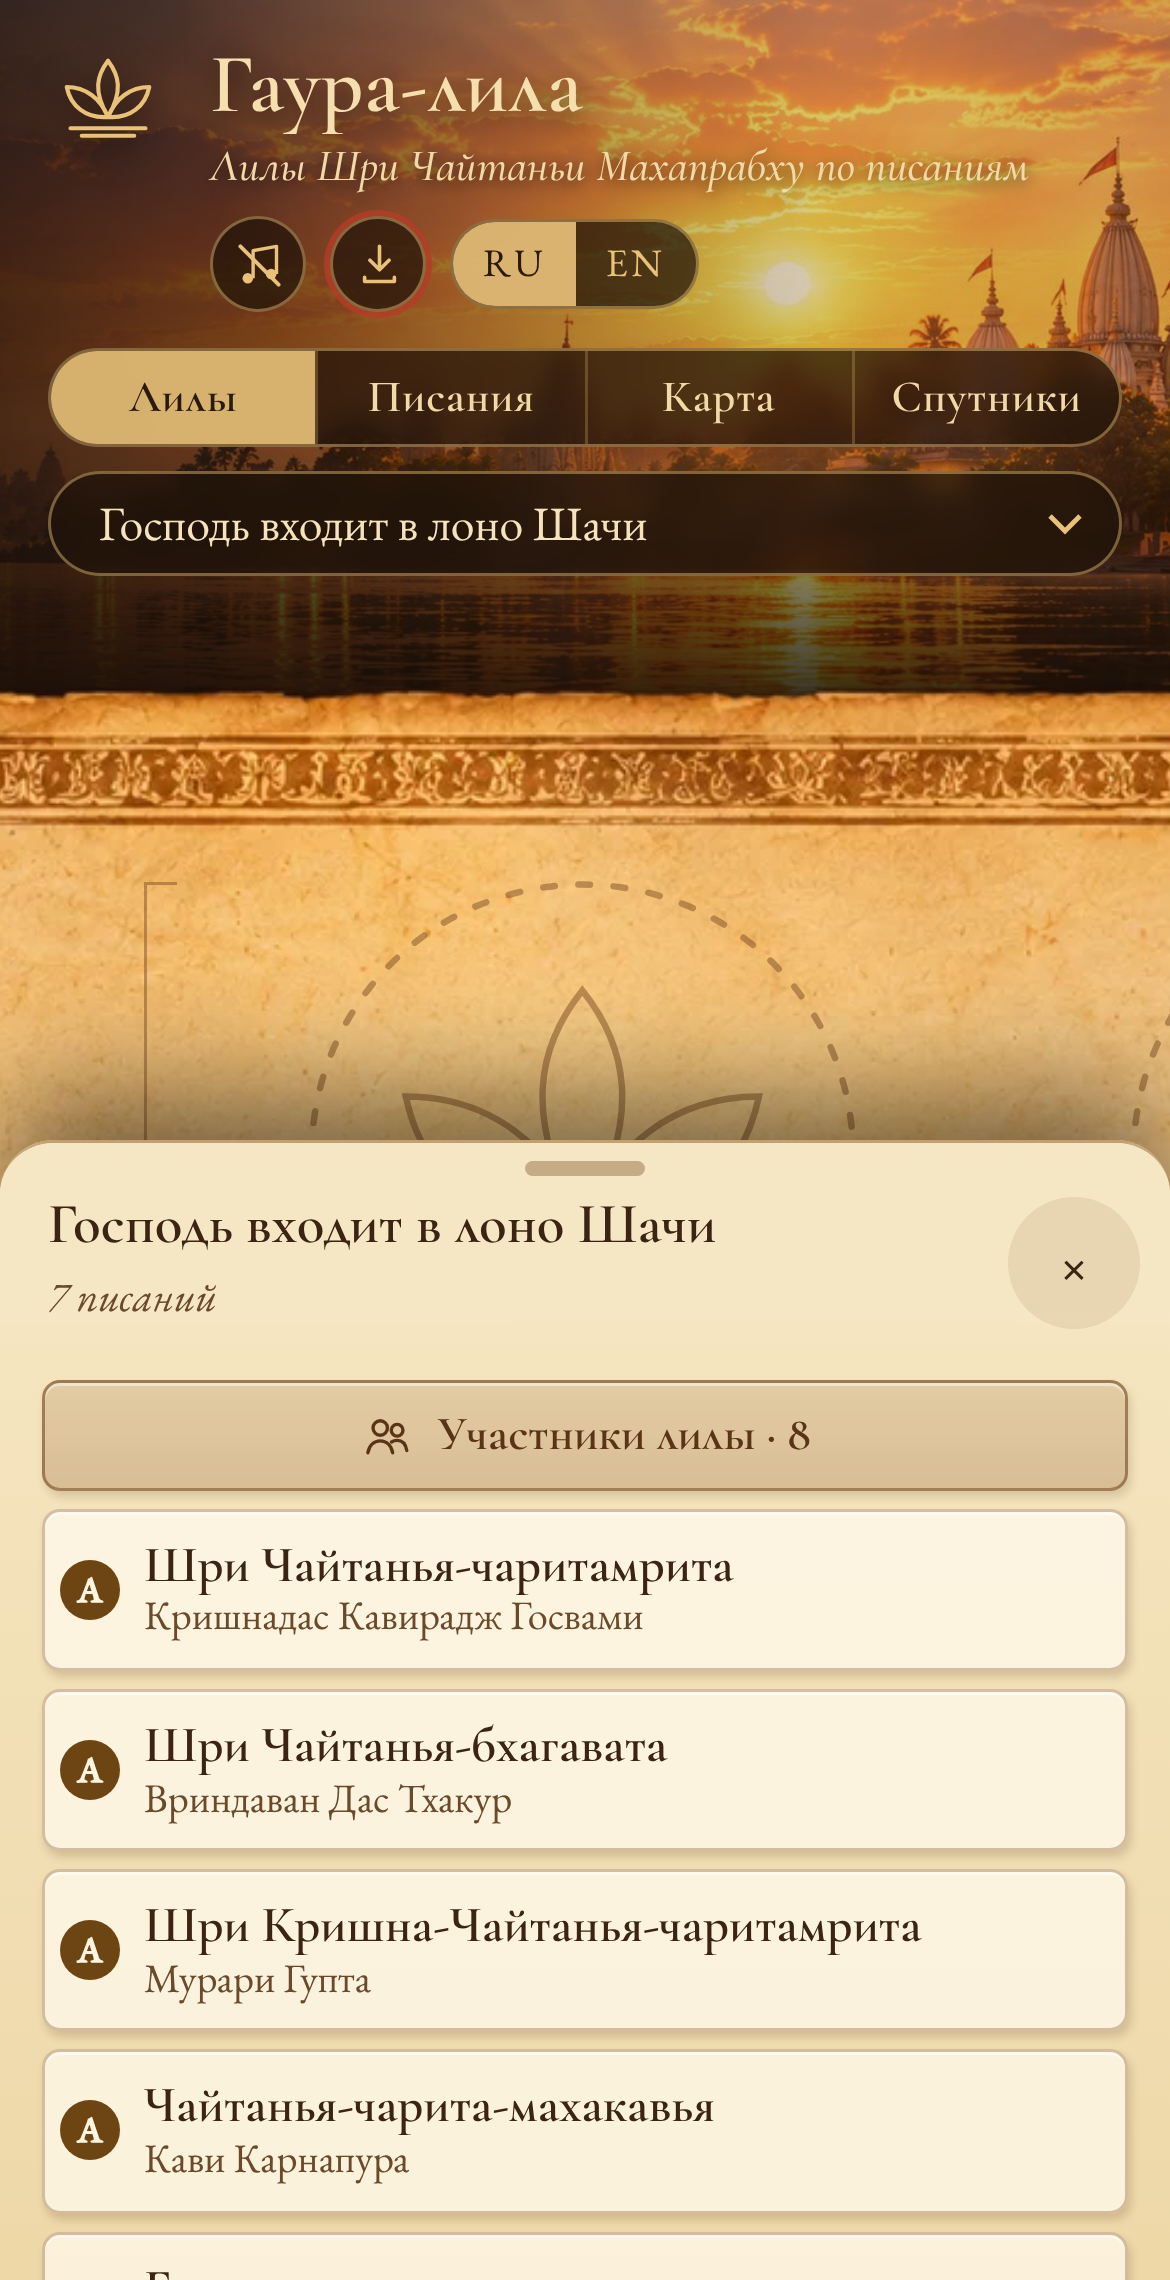 Гаура-лила
Лилы Шри Чайтаньи Махапрабху по писаниям
RU EN
Лилы Писания Карта Спутники
Господь входит в лоно Шачи
Господь входит в лоно Шачи
7 писаний
×
Участники лилы · 8
А
Шри Чайтанья-чаритамрита
Кришнадас Кавирадж Госвами
А
Шри Чайтанья-бхагавата
Вриндаван Дас Тхакур
А
Шри Кришна-Чайтанья-чаритамрита
Мурари Гупта
А
Чайтанья-чарита-махакавья
Кави Карнапура